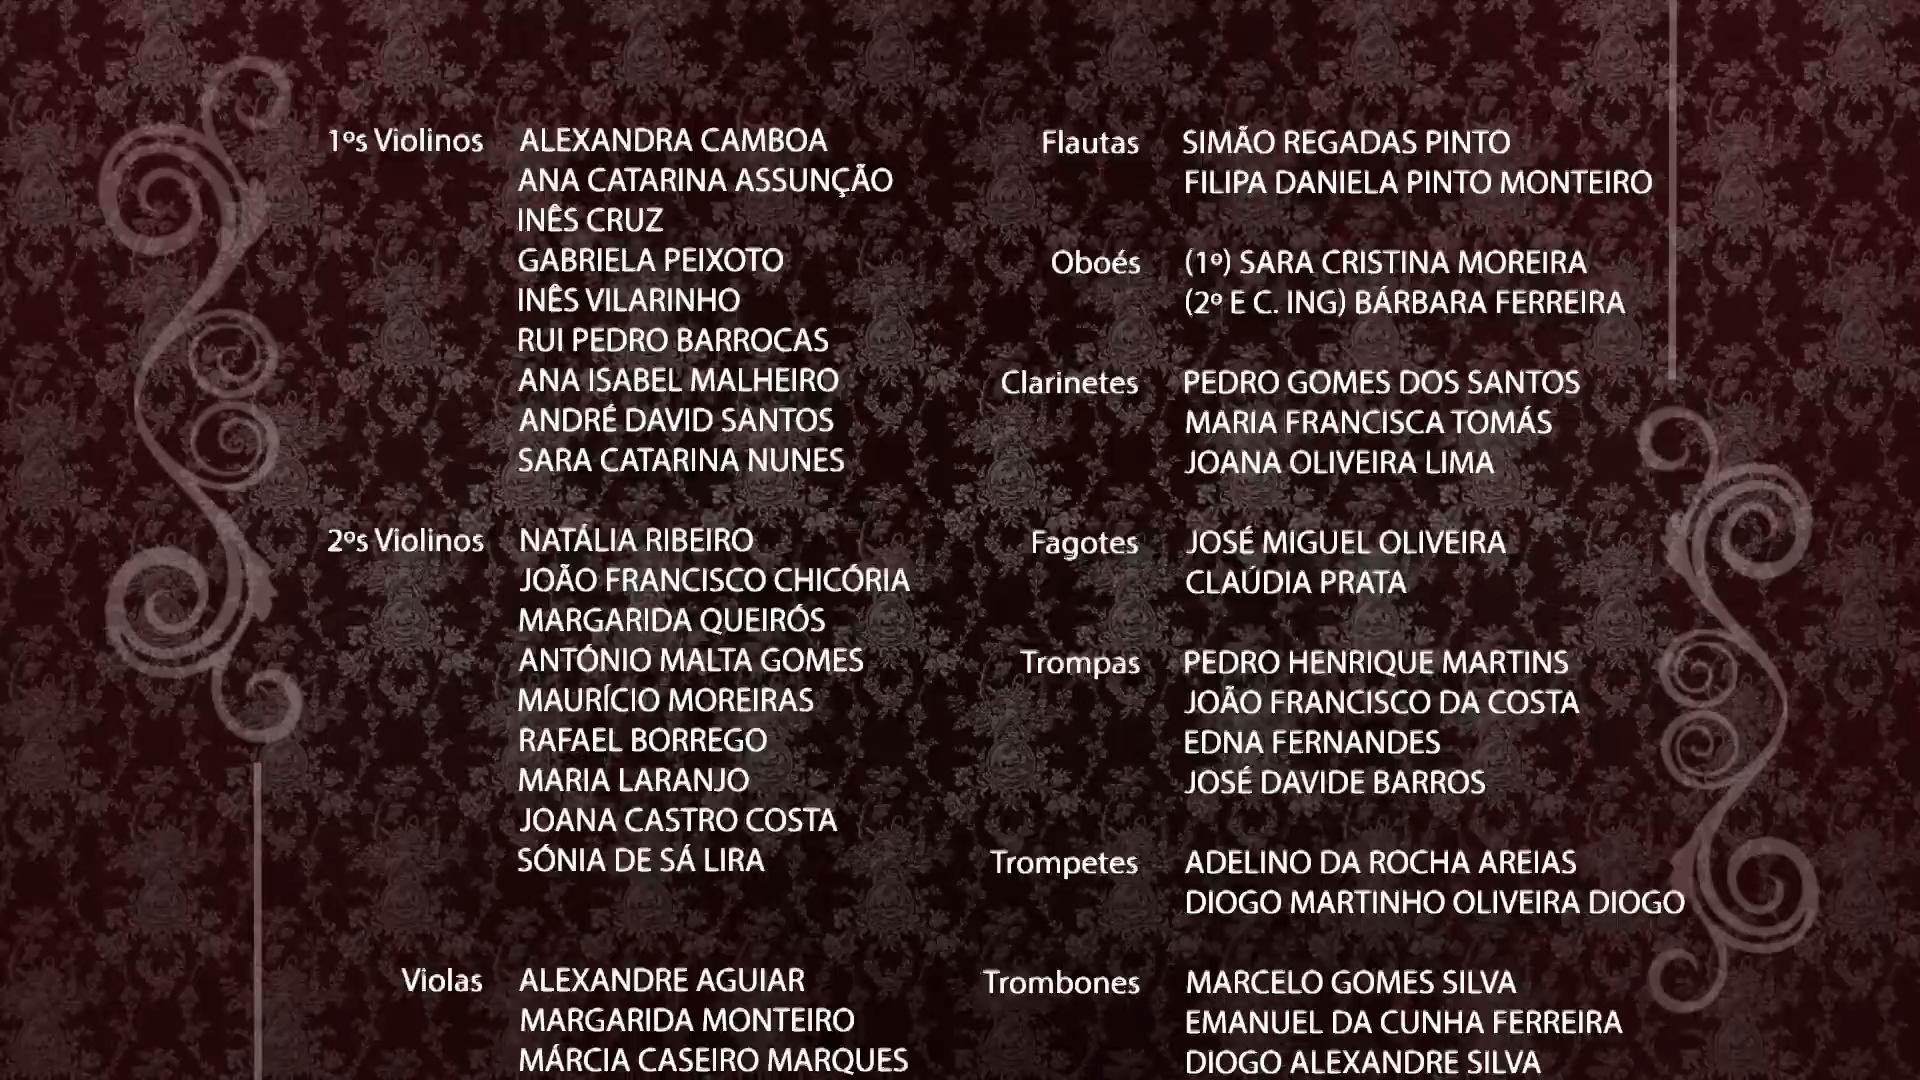 1ºs Violinos ALEXANDRA CAMBOA
ANA CATARINA ASSUNÇÃO
INÊS CRUZ
GABRIELA PEIXOTO
INÊS VILARINHO
RUI PEDRO BARROCAS
ANA ISABEL MALHEIRO
ANDRÉ DAVID SANTOS
SARA CATARINA NUNES
2ºs Violinos NATÁLIA RIBEIRO
JOÃO FRANCISCO CHICÓRIA
MARGARIDA QUEIRÓS
ANTÓNIO MALTA GOMES
MAURÍCIO MOREIRAS
RAFAEL BORREGO
MARIA LARANJO
JOANA CASTRO COSTA
SÓNIA DE SÁ LIRA
Violas ALEXANDRE AGUIAR
MARGARIDA MONTEIRO
MÁRCIA CASEIRO MARQUES
Flautas SIMÃO REGADAS PINTO
FILIPA DANIELA PINTO MONTEIRO
Oboés (1º) SARA CRISTINA MOREIRA
(2º E C. ING) BÁRBARA FERREIRA
Clarinetes PEDRO GOMES DOS SANTOS
MARIA FRANCISCA TOMÁS
JOANA OLIVEIRA LIMA
Fagotes JOSÉ MIGUEL OLIVEIRA
CLAÚDIA PRATA
Trompas PEDRO HENRIQUE MARTINS
JOÃO FRANCISCO DA COSTA
EDNA FERNANDES
JOSÉ DAVIDE BARROS
Trompetes ADELINO DA ROCHA AREIAS
DIOGO MARTINHO OLIVEIRA DIOGO
Trombones MARCELO GOMES SILVA
EMANUEL DA CUNHA FERREIRA
DIOGO ALEXANDRE SILVA